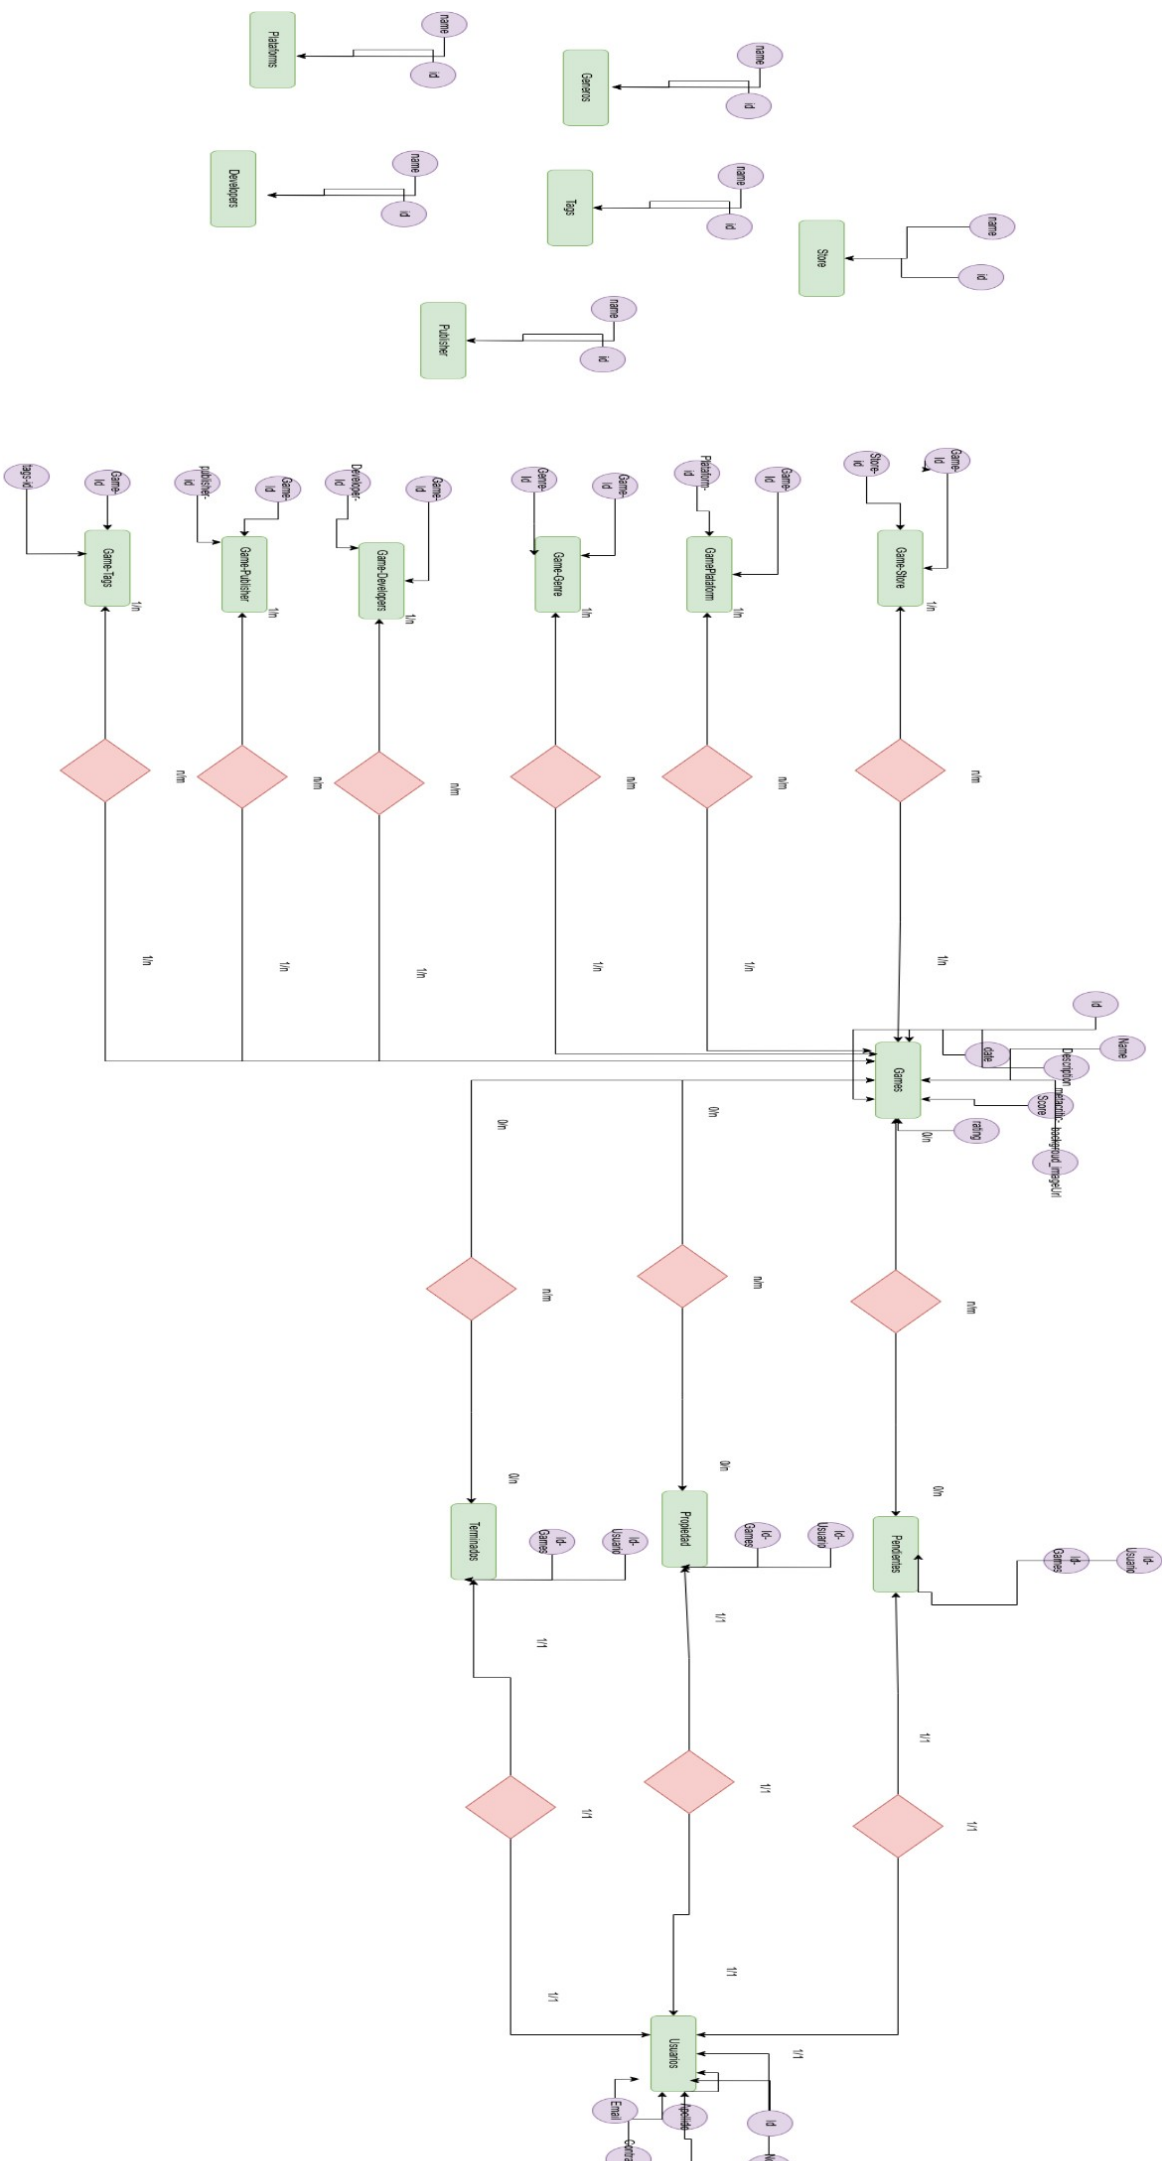 name
id
Plataforms
name
id
Generos
name
id
Developers
name
id
Tags
name
id
Store
name
id
Publisher
tags-id
Game-
id
Game-Tags
1/n
publisher-
id
Game-
id
Game-Publisher
1/n
Developer-
id
Game-
id
Game-Developers
1/n
Genre-
id
Game-
id
Game-Genre
1/n
Plataform-
id
Game-
id
GamePlataform
1/n
Store-
id
Game-
id
Game-Store
1/n
n/m
n/m
n/m
n/m
n/m
n/m
1/n
1/n
1/n
1/n
1/n
1/n
id
Name
date
Description
metacritic-
Score
backgroud_imageUrl
rating
Games
0/n
0/n
0/n
n/m
n/m
n/m
0/n
0/n
0/n
Terminados
Id-
Games
Id-
Usuario
Propiedad
Id-
Games
Id-
Usuario
Pendientes
Id-
Games
Id-
Usuario
1/1
1/1
1/1
1/1
1/1
1/1
1/1
1/1
1/1
Usuarios
Email
Apellido
id